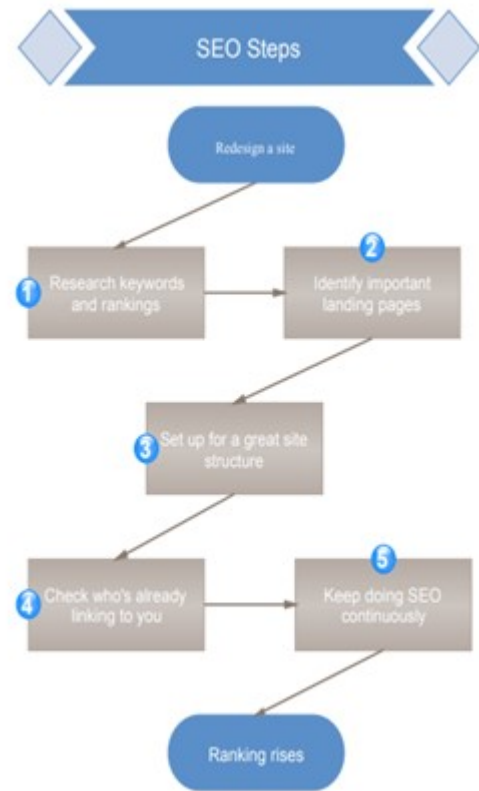 SEO Steps
Redesign a site
1
Research keywords
and rankings
2
Identify important
landing pages
3
Set up for a great site
structure
4
Check who's already
linking to you
5
Keep doing SEO
continuously
Ranking rises